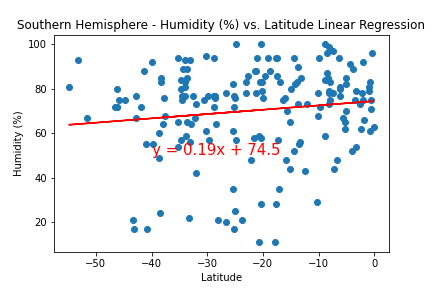 Southern Hemisphere - Humidity (%) vs. Latitude Linear Regression
100
80
60
40
20
Humidity (%)
y = 0.19x + 74.5
−50
−40
−30
−20
−10
0
Latitude